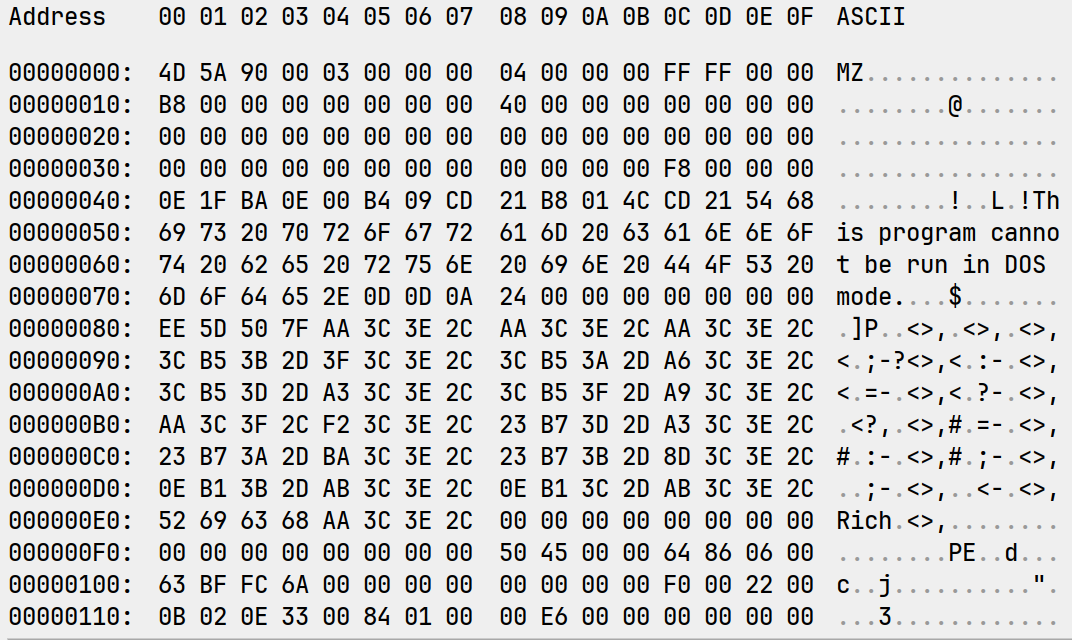 Address 00 01 02 03 04 05 06 07 08 09 0A 0B 0C 0D 0E 0F ASCII
00000000: 4D 5A 90 00 03 00 00 00 04 00 00 00 FF FF 00 00 MZ..............
00000010: B8 00 00 00 00 00 00 00 40 00 00 00 00 00 00 00 ........@.......
00000020: 00 00 00 00 00 00 00 00 00 00 00 00 00 00 00 00 ................
00000030: 00 00 00 00 00 00 00 00 00 00 00 00 F8 00 00 00 ................
00000040: 0E 1F BA 0E 00 B4 09 CD 21 B8 01 4C CD 21 54 68 ........!..L.!Th
00000050: 69 73 20 70 72 6F 67 72 61 6D 20 63 61 6E 6E 6F is program canno
00000060: 74 20 62 65 20 72 75 6E 20 69 6E 20 44 4F 53 20 t be run in DOS
00000070: 6D 6F 64 65 2E 0D 0D 0A 24 00 00 00 00 00 00 00 mode....$.......
00000080: EE 5D 50 7F AA 3C 3E 2C AA 3C 3E 2C AA 3C 3E 2C .]P..<>,.<>,.<>,
00000090: 3C B5 3B 2D 3F 3C 3E 2C 3C B5 3A 2D A6 3C 3E 2C <.;-?<>,<.:-.<>,
000000A0: 3C B5 3D 2D A3 3C 3E 2C 3C B5 3F 2D A9 3C 3E 2C <.=-.<>,<.?-.<>,
000000B0: AA 3C 3F 2C F2 3C 3E 2C 23 B7 3D 2D A3 3C 3E 2C .<?,.<>,#.=-.<>,
000000C0: 23 B7 3A 2D BA 3C 3E 2C 23 B7 3B 2D 8D 3C 3E 2C #.:-.<>,#.;-.<>,
000000D0: 0E B1 3B 2D AB 3C 3E 2C 0E B1 3C 2D AB 3C 3E 2C ..;-.<>,..<-.<>,
000000E0: 52 69 63 68 AA 3C 3E 2C 00 00 00 00 00 00 00 00 Rich.<>,........
000000F0: 00 00 00 00 00 00 00 00 50 45 00 00 64 86 06 00 ........PE..d...
00000100: 63 BF FC 6A 00 00 00 00 00 00 00 00 F0 00 22 00 c..j..........".
00000110: 0B 02 0E 33 00 84 01 00 00 E6 00 00 00 00 00 00 ...3............